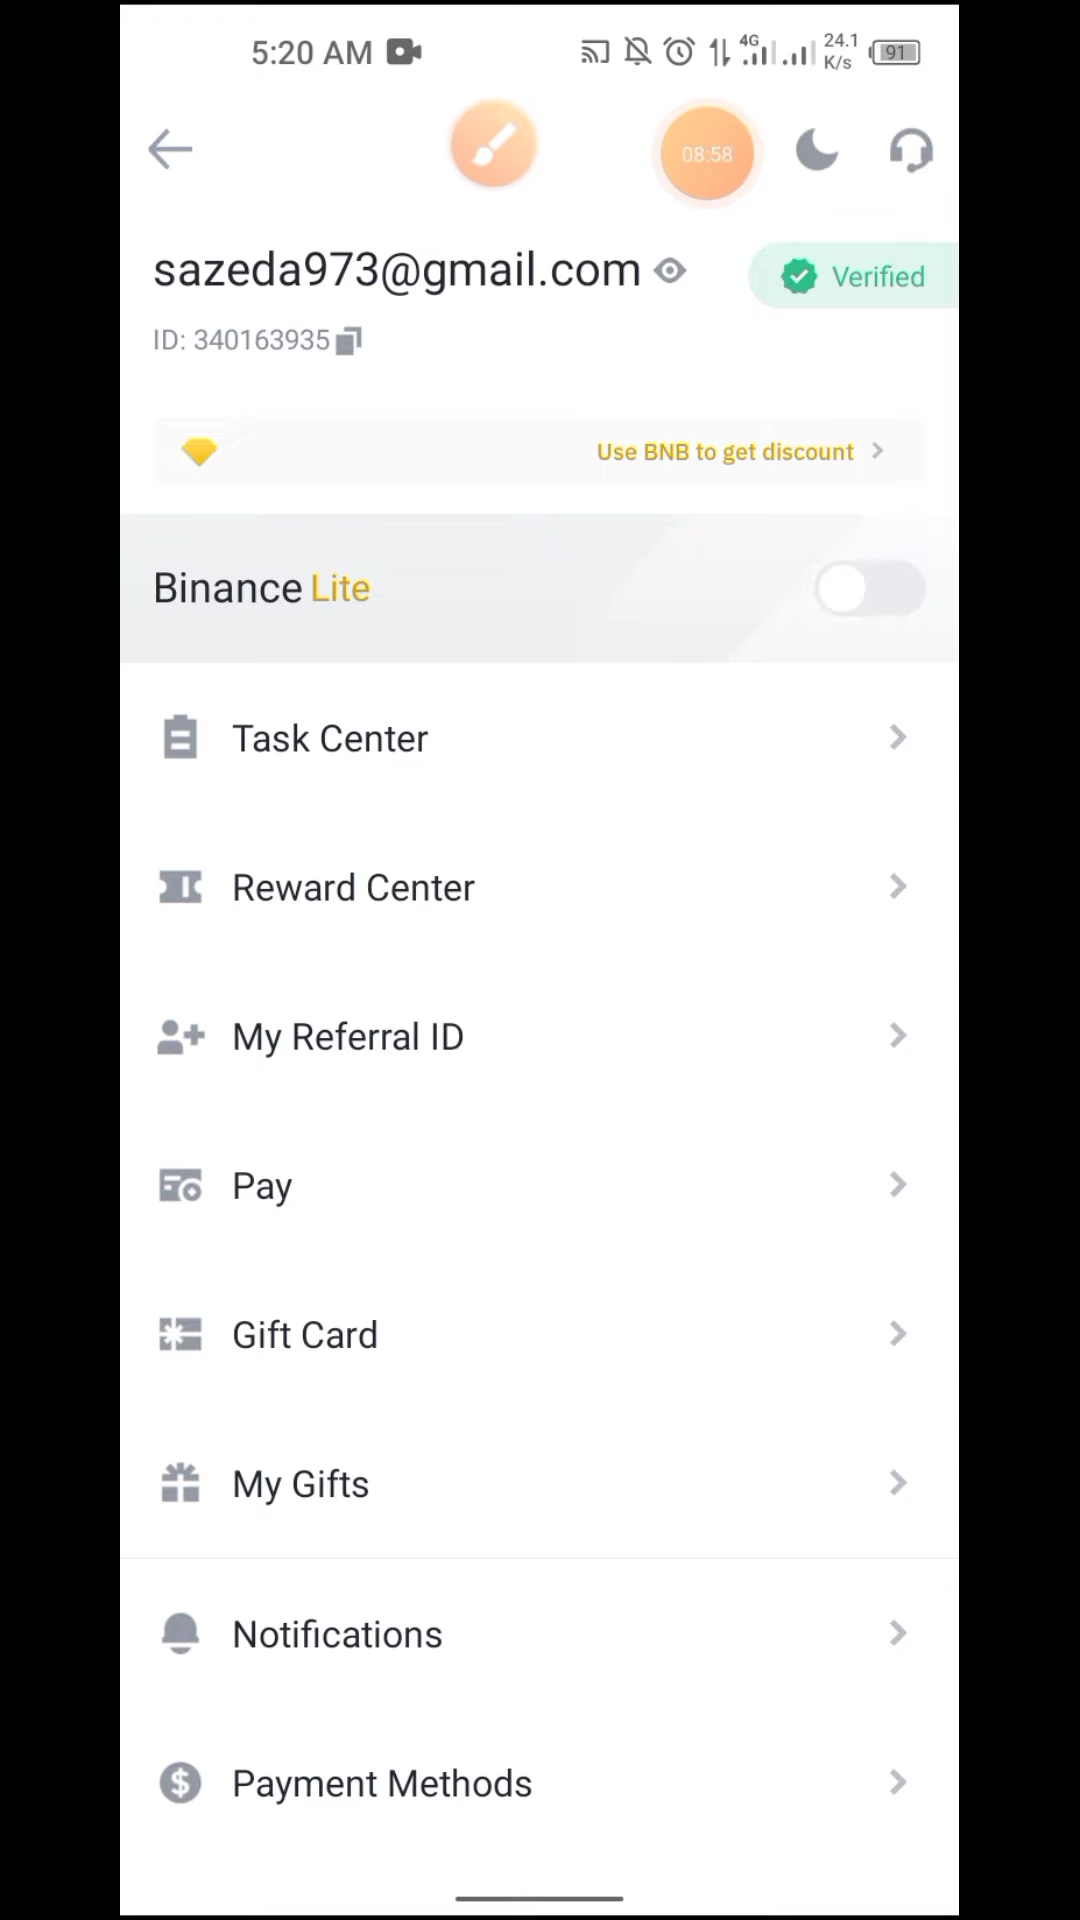 5:20 AM 4G 24.1 K/s 91
08:58
sazeda973@gmail.com Verified
ID: 340163935
Use BNB to get discount
Binance Lite
Task Center
Reward Center
My Referral ID
Pay
Gift Card
My Gifts
Notifications
Payment Methods